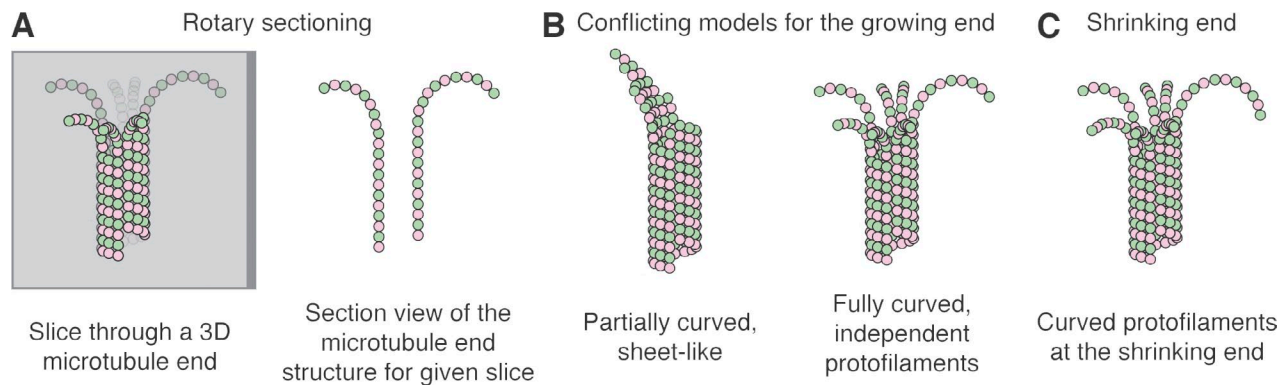 A
Rotary sectioning
B
Conflicting models for the growing end
C
Shrinking end
Slice through a 3D
microtubule end
Section view of the
microtubule end
structure for given slice
Partially curved,
sheet-like
Fully curved,
independent
protofilaments
Curved protofilaments
at the shrinking end